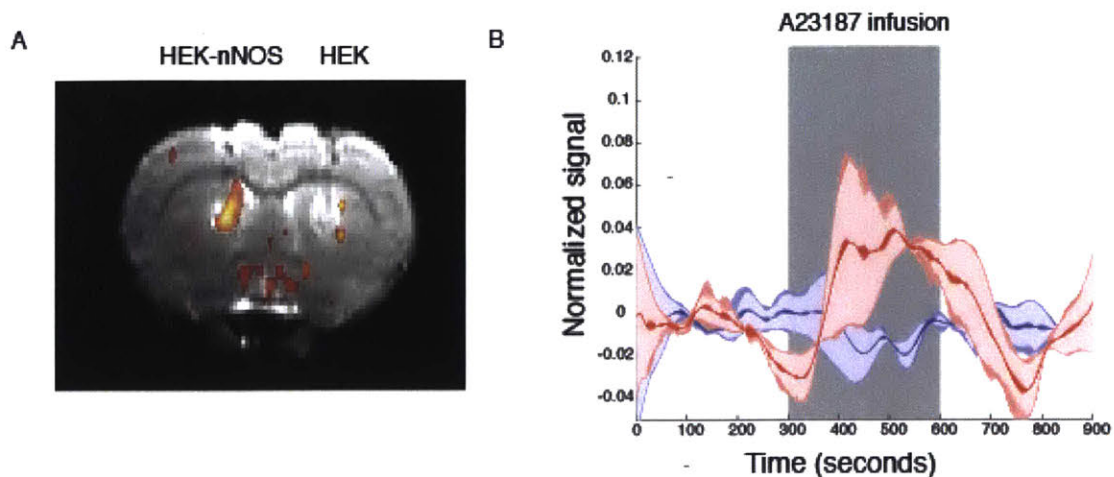 A
HEK-nNOS HEK
B
A23187 infusion
Normalized signal
0.12
0.1
0.08
0.06
0.04
0.02
0
-0.02
-0.04
0 100 200 300 400 500 600 700 800 900
Time (seconds)